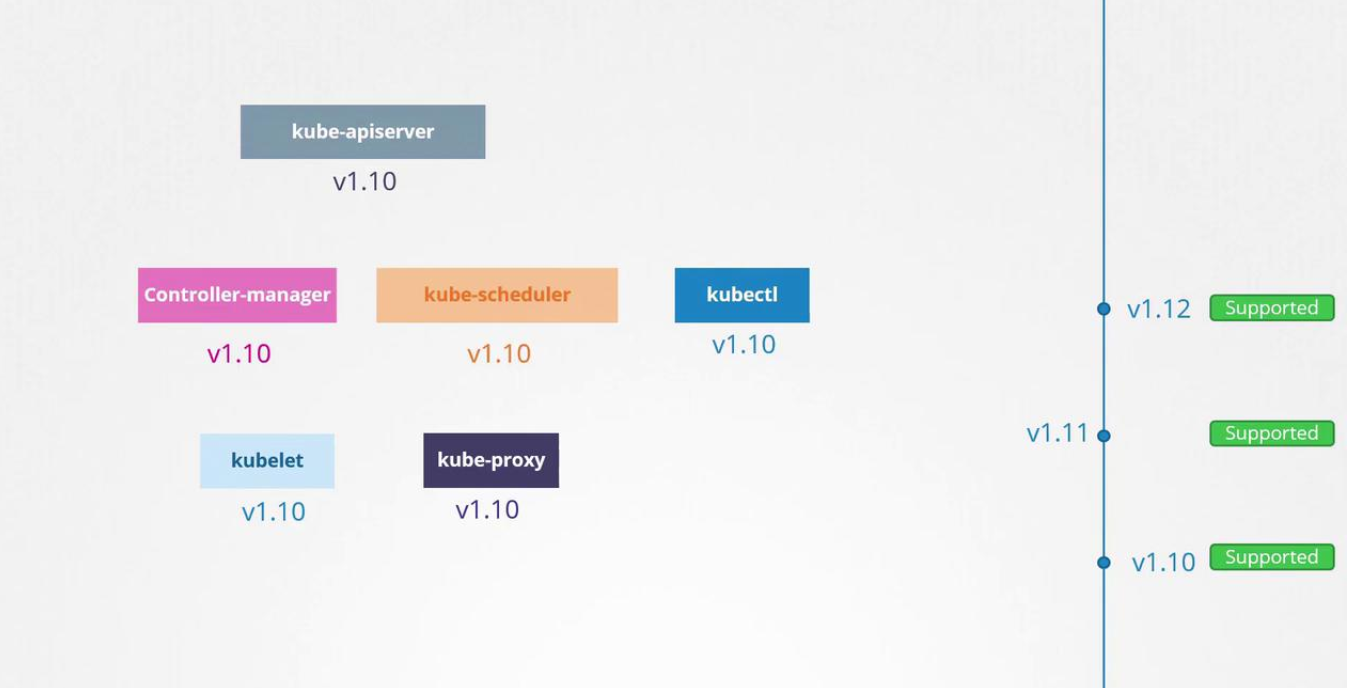 kube-apiserver
v1.10
Controller-manager
kube-scheduler
kubectl
v1.10
v1.10
v1.10
kubelet
kube-proxy
v1.10
v1.10
v1.12
Supported
v1.11
Supported
v1.10
Supported